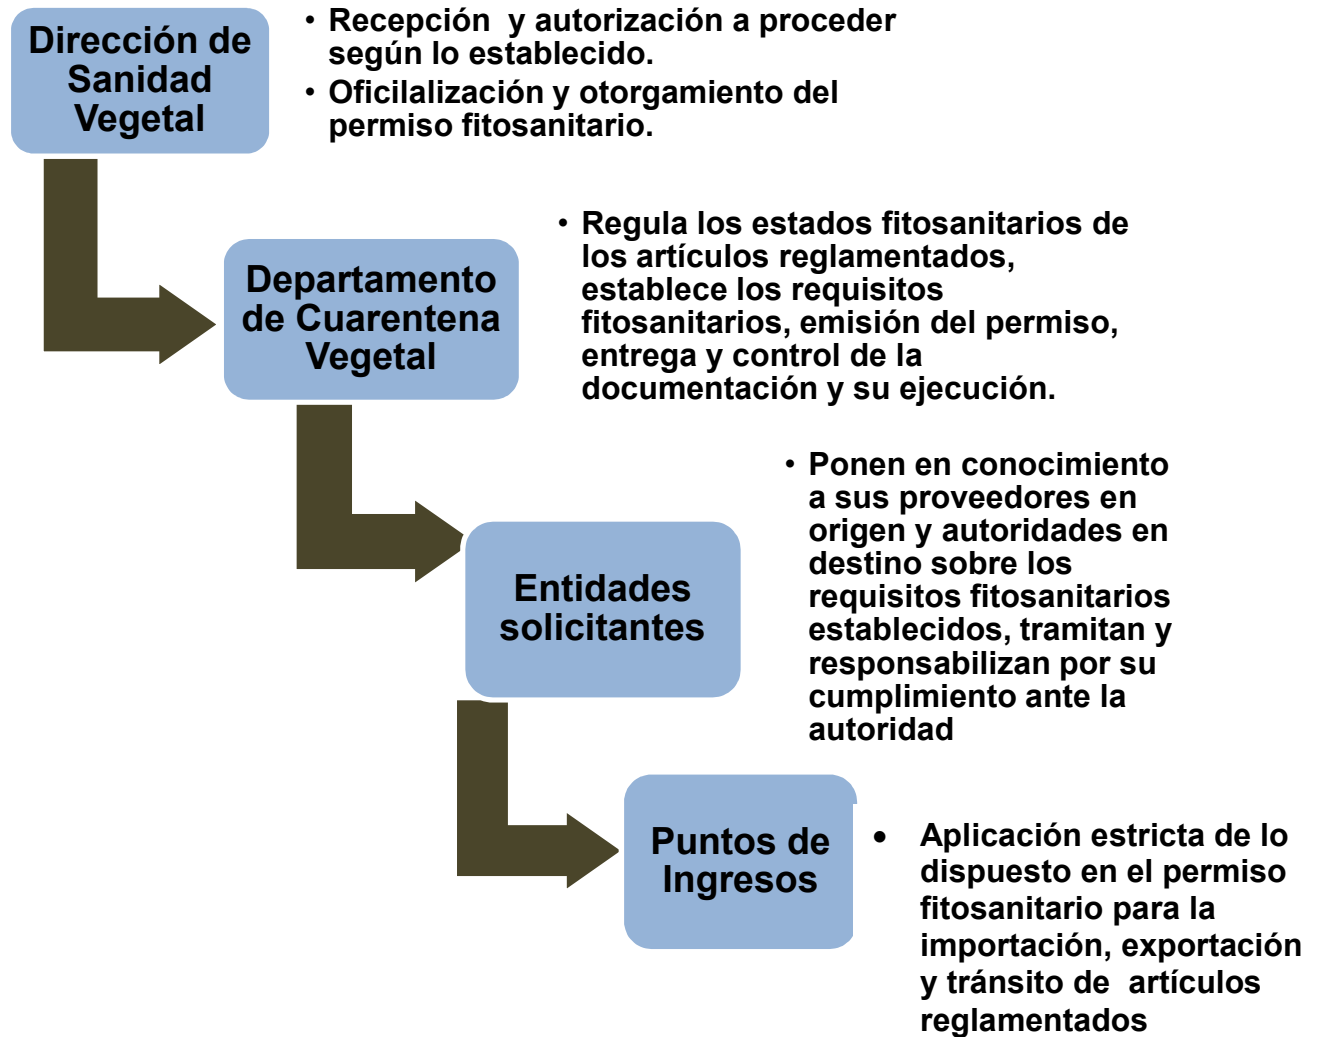 Dirección de
Sanidad
Vegetal
• Recepción y autorización a proceder
según lo establecido.
• Oficilalización y otorgamiento del
permiso fitosanitario.
Departamento
de Cuarentena
Vegetal
• Regula los estados fitosanitarios de
los artículos reglamentados,
establece los requisitos
fitosanitarios, emisión del permiso,
entrega y control de la
documentación y su ejecución.
Entidades
solicitantes
• Ponen en conocimiento
a sus proveedores en
origen y autoridades en
destino sobre los
requisitos fitosanitarios
establecidos, tramitan y
responsabilizan por su
cumplimiento ante la
autoridad
Puntos de
Ingresos
• Aplicación estricta de lo
dispuesto en el permiso
fitosanitario para la
importación, exportación
y tránsito de artículos
reglamentados